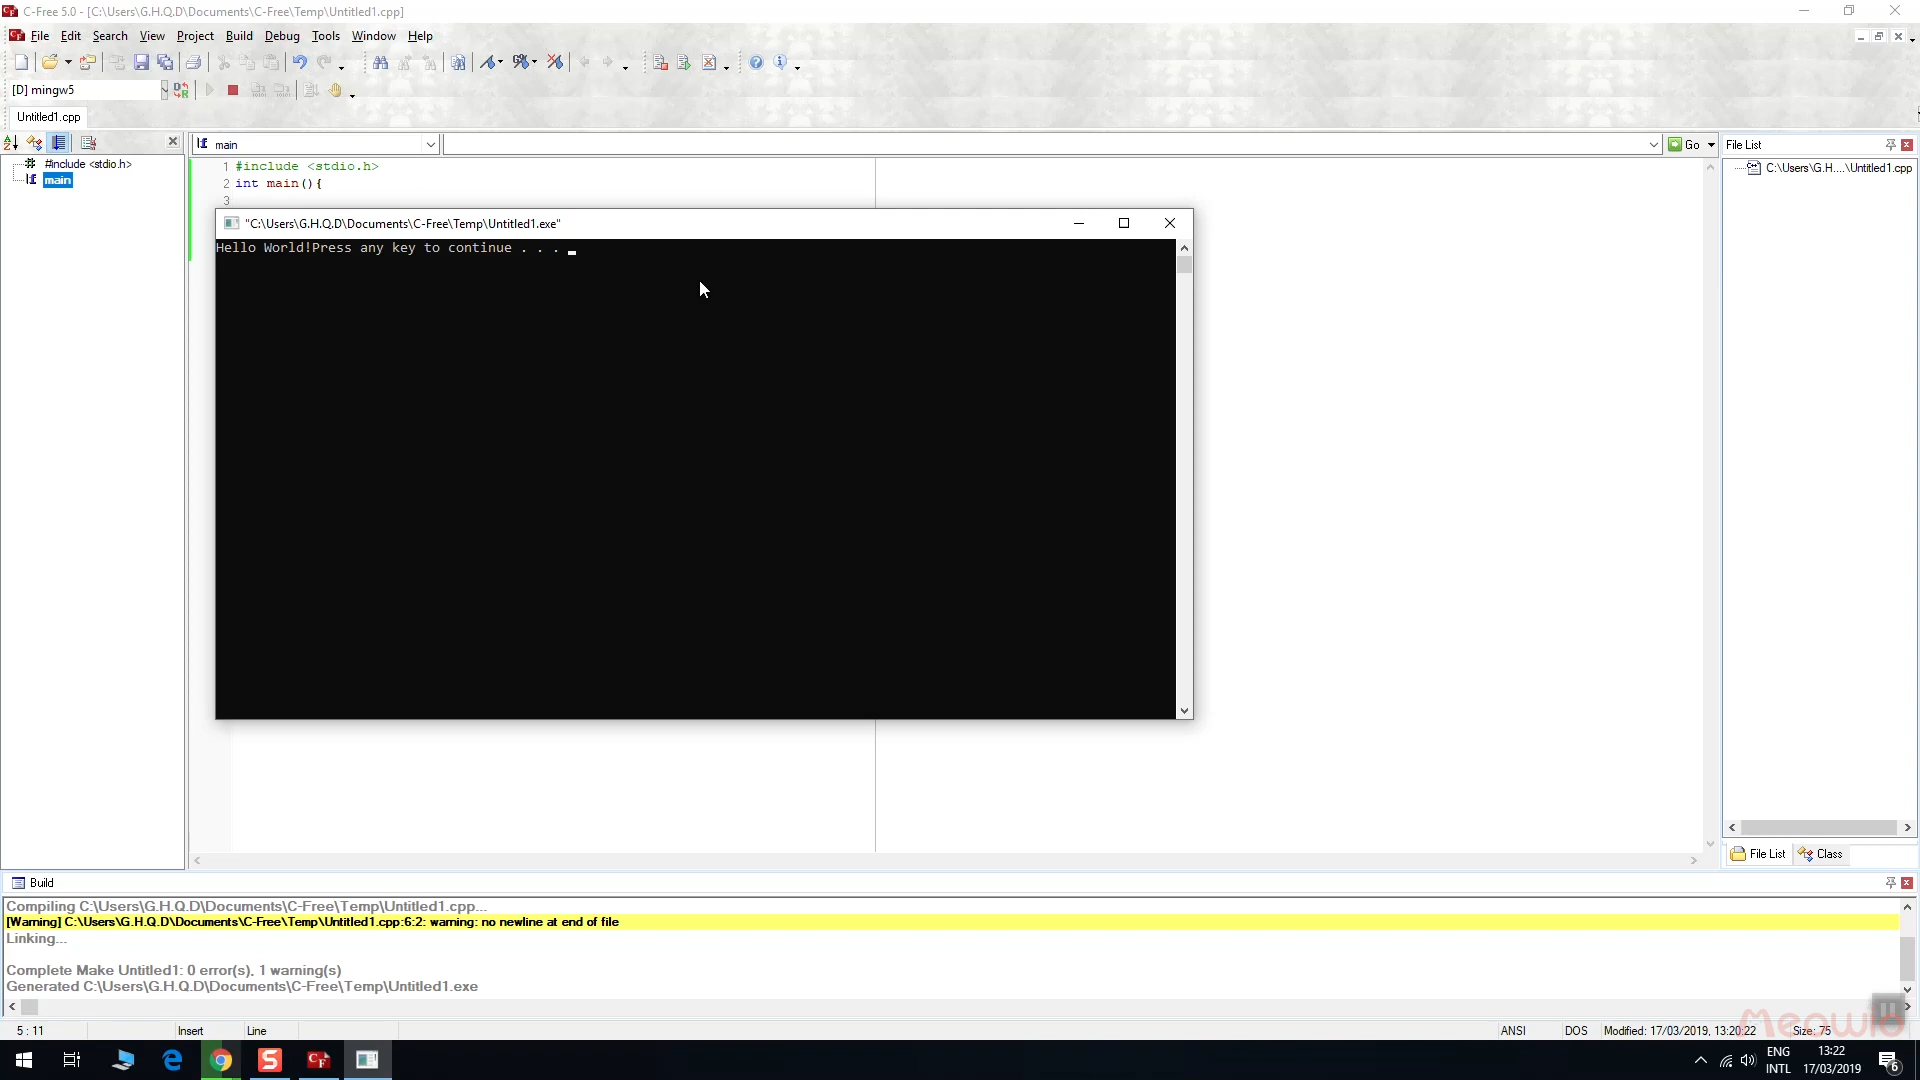 C-Free 5.0 - [C:\Users\G.H.Q.D\Documents\C-Free\Temp\Untitled1.cpp]
File Edit Search View Project Build Debug Tools Window Help
[D] mingw5
Untitled1.cpp
main
Go
File List
#include <stdio.h>
main
1 #include <stdio.h>
2 int main(){
3
C:\Users\G.H....\Untitled1.cpp
"C:\Users\G.H.Q.D\Documents\C-Free\Temp\Untitled1.exe"
Hello World!Press any key to continue . . .
File List Class
Build
Compiling C:\Users\G.H.Q.D\Documents\C-Free\Temp\Untitled1.cpp...
[Warning] C:\Users\G.H.Q.D\Documents\C-Free\Temp\Untitled1.cpp:6:2: warning: no newline at end of file
Linking...
Complete Make Untitled1: 0 error(s), 1 warning(s)
Generated C:\Users\G.H.Q.D\Documents\C-Free\Temp\Untitled1.exe
5 : 11 Insert Line ANSI DOS Modified: 17/03/2019, 13:20:22 Size: 75
Megwio
ENG 13:22
INTL 17/03/2019 6